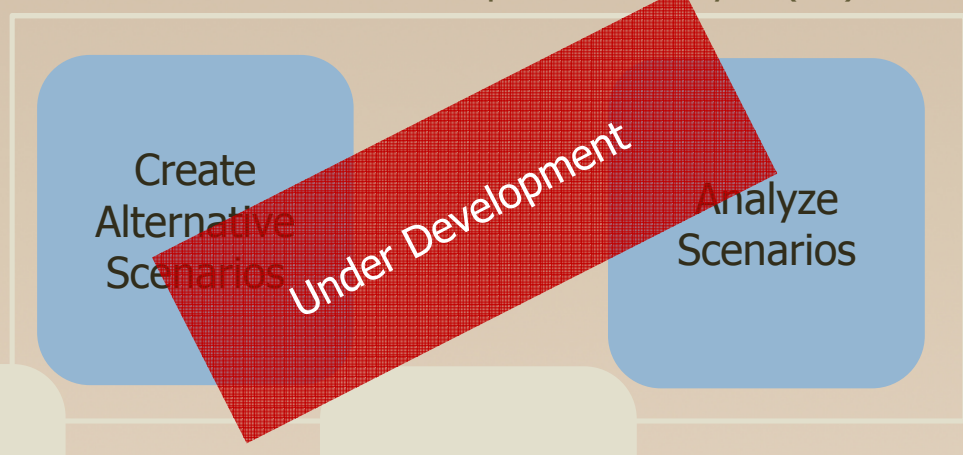 Create
Alternative
Scenarios
Under Development
Analyze
Scenarios